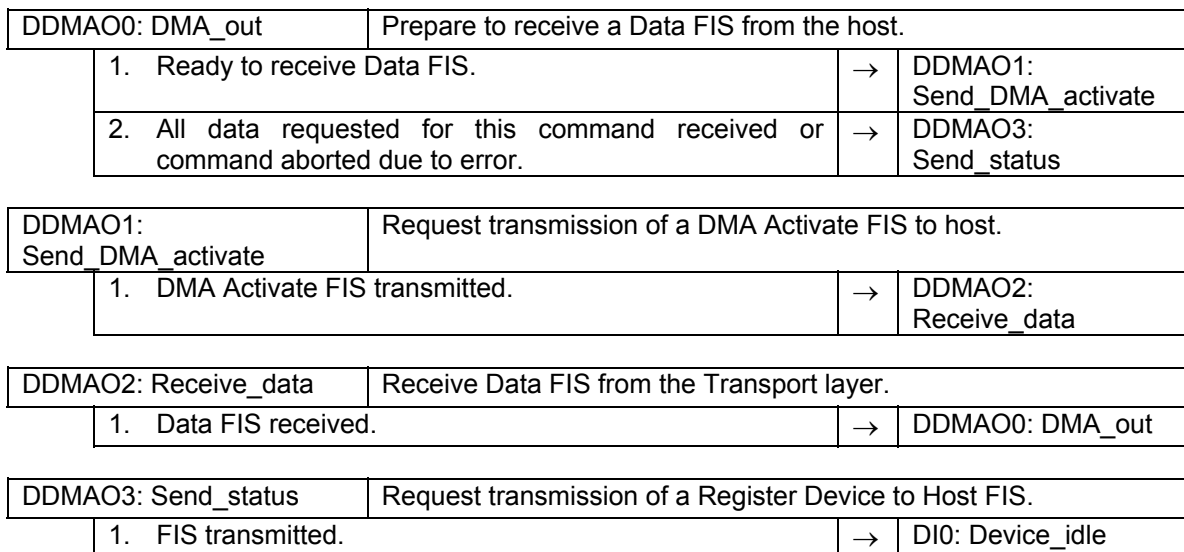 DDMAO0: DMA_out Prepare to receive a Data FIS from the host.
1. Ready to receive Data FIS. → DDMAO1:
Send_DMA_activate
2. All data requested for this command received or → DDMAO3:
command aborted due to error. Send_status
DDMAO1: Request transmission of a DMA Activate FIS to host.
Send_DMA_activate
1. DMA Activate FIS transmitted. → DDMAO2:
Receive_data
DDMAO2: Receive_data Receive Data FIS from the Transport layer.
1. Data FIS received. → DDMAO0: DMA_out
DDMAO3: Send_status Request transmission of a Register Device to Host FIS.
1. FIS transmitted. → DI0: Device_idle